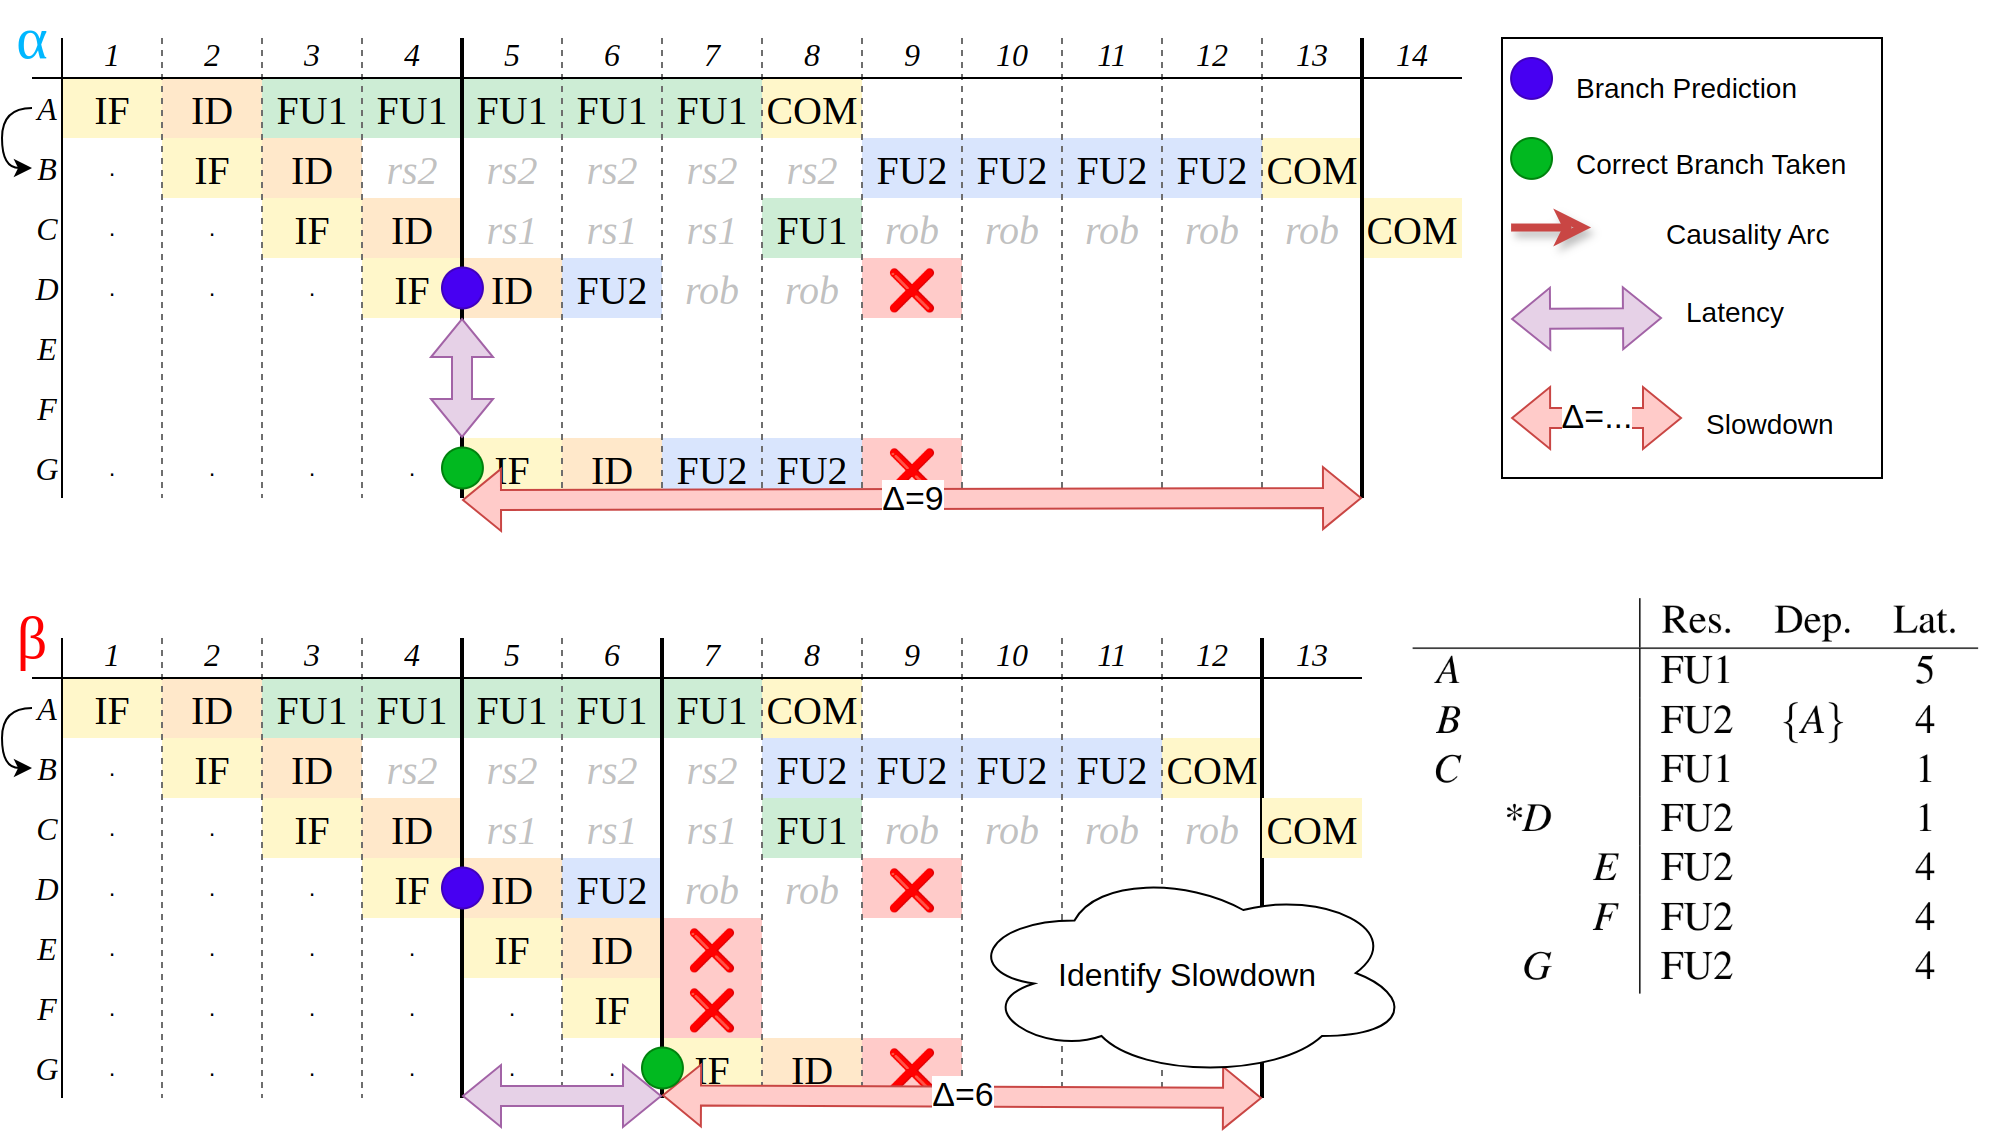 α 1 2 3 4 5 6 7 8 9 10 11 12 13 14
A IF ID FU1 FU1 FU1 FU1 FU1 COM
B . IF ID rs2 rs2 rs2 rs2 rs2 FU2 FU2 FU2 FU2 COM
C . . IF ID rs1 rs1 rs1 FU1 rob rob rob rob rob COM
D . . . IF ID FU2 rob rob
E
F
G . . . . IF ID FU2 FU2
Δ=9
Branch Prediction
Correct Branch Taken
Causality Arc
Latency
Δ=... Slowdown
β 1 2 3 4 5 6 7 8 9 10 11 12 13
A IF ID FU1 FU1 FU1 FU1 FU1 COM
B . IF ID rs2 rs2 rs2 rs2 FU2 FU2 FU2 FU2 COM
C . . IF ID rs1 rs1 rs1 FU1 rob rob rob rob COM
D . . . IF ID FU2 rob rob
E . . . . IF ID
F . . . . . IF
G . . . . . . IF ID
Identify Slowdown
Δ=6
Res. Dep. Lat.
A FU1 5
B FU2 {A} 4
C FU1 1
*D FU2 1
E FU2 4
F FU2 4
G FU2 4